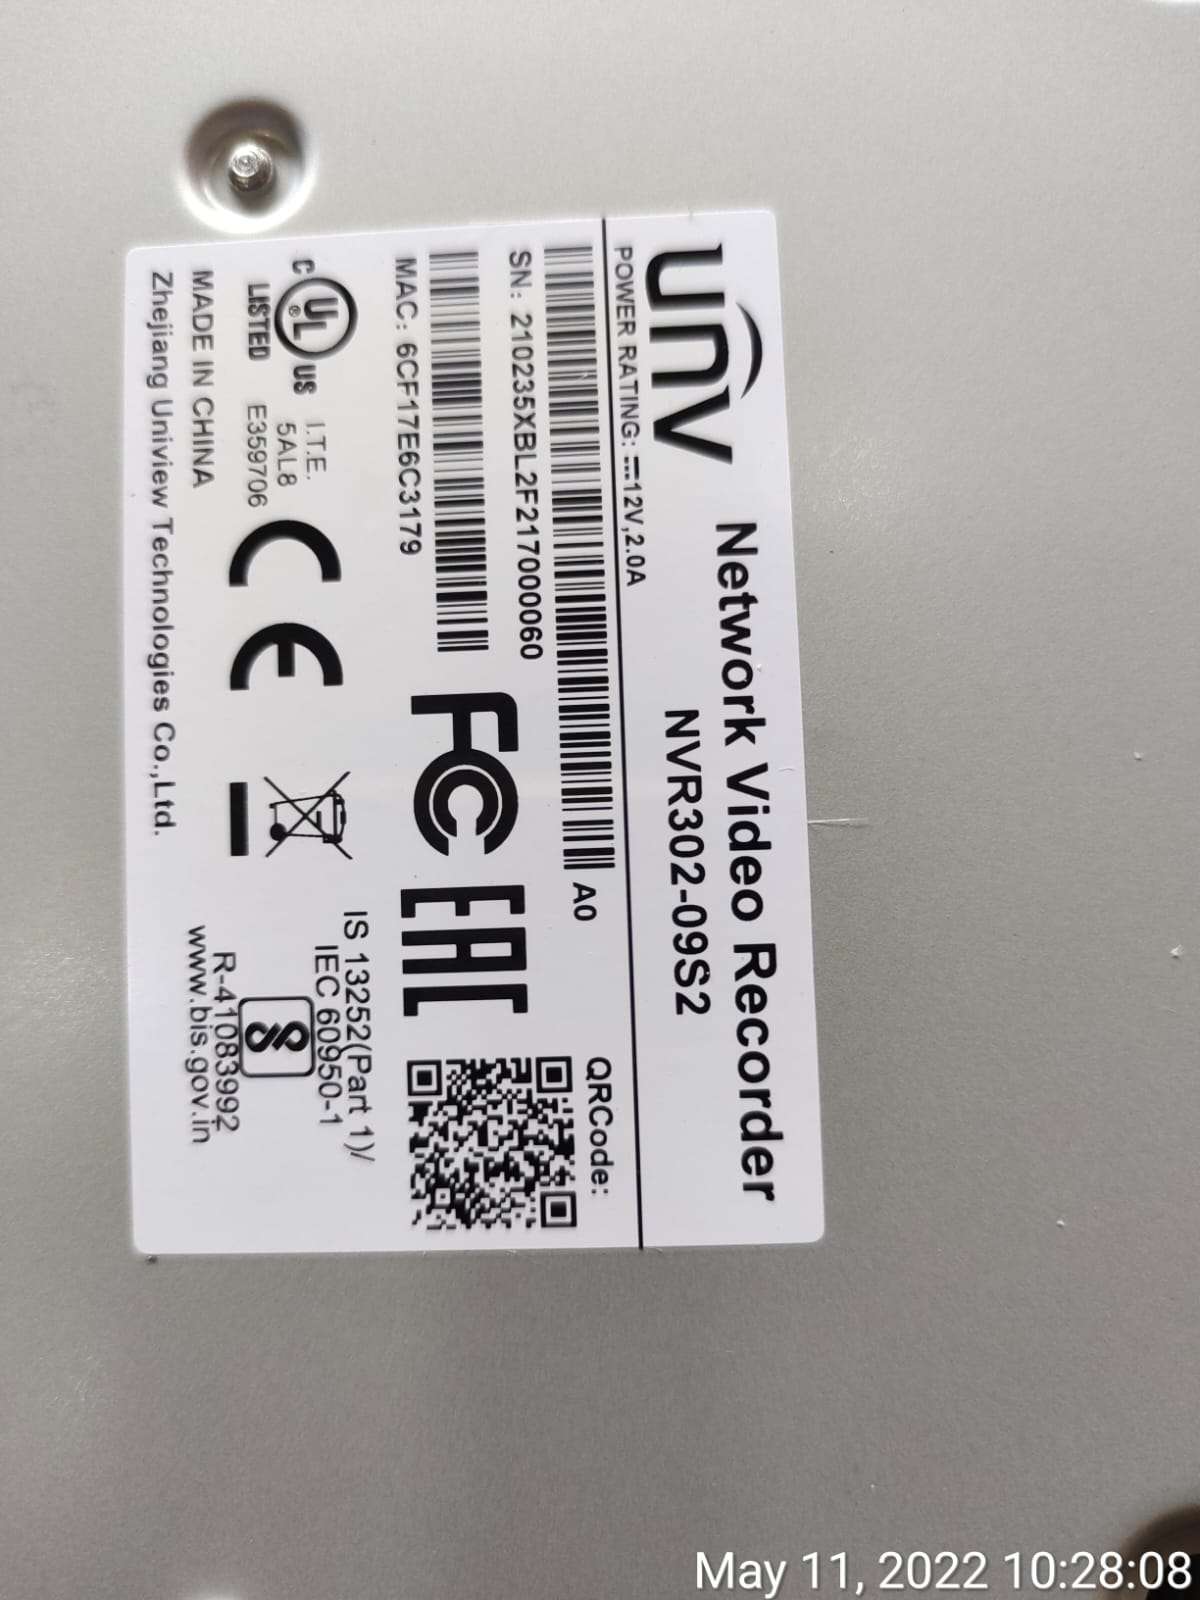 unv
Network Video Recorder
NVR302-09S2
POWER RATING: ⎓12V,2.0A
A0
SN: 210235XBL2F217000060
QRCode:
MAC: 6CF17E6C3179
FC
EAC
C UL® US
LISTED
I.T.E.
5AL8
E359706
CE
IS 13252(Part 1)/
IEC 60950-1
R-41083992
www.bis.gov.in
MADE IN CHINA
Zhejiang Uniview Technologies Co.,Ltd.
May 11, 2022 10:28:08